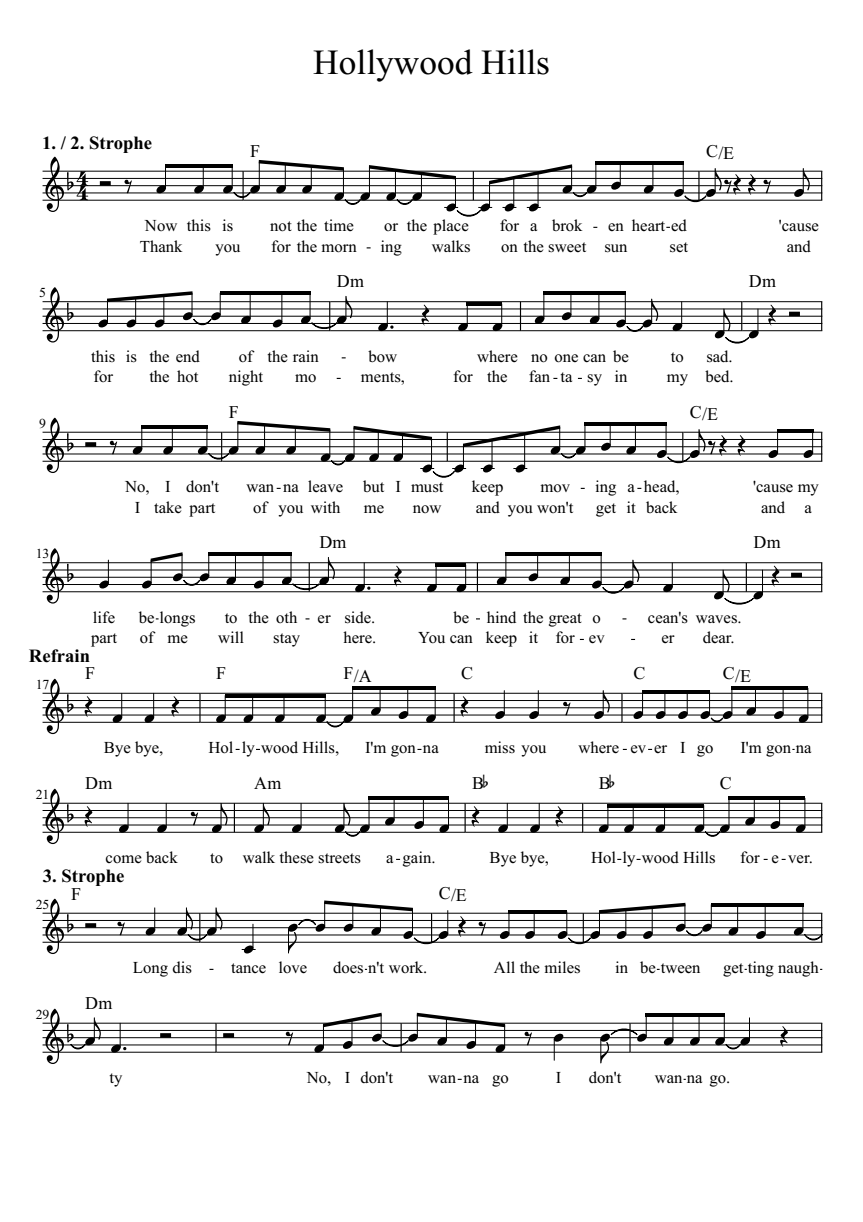 Hollywood Hills
1. / 2. Strophe
F C/E
4
4
Now this is not the time or the place for a brok - en heart-ed 'cause
Thank you for the morn - ing walks on the sweet sun set and
5 Dm Dm
this is the end of the rain - bow where no one can be to sad.
for the hot night mo - ments, for the fan-ta-sy in my bed.
9 F C/E
No, I don't wan-na leave but I must keep mov - ing a-head, 'cause my
I take part of you with me now and you won't get it back and a
13 Dm Dm
life be-longs to the oth-er side. be-hind the great o - cean's waves.
part of me will stay here. You can keep it for-ev - er dear.
Refrain
17 F F F/A C C C/E
Bye bye, Hol-ly-wood Hills, I'm gon-na miss you where-ev-er I go I'm gon-na
21 Dm Am B♭ B♭ C
come back to walk these streets a-gain. Bye bye, Hol-ly-wood Hills for-e-ver.
3. Strophe
25 F C/E
Long dis - tance love does-n't work. All the miles in be-tween get-ting naugh-
29 Dm
ty No, I don't wan-na go I don't wan-na go.